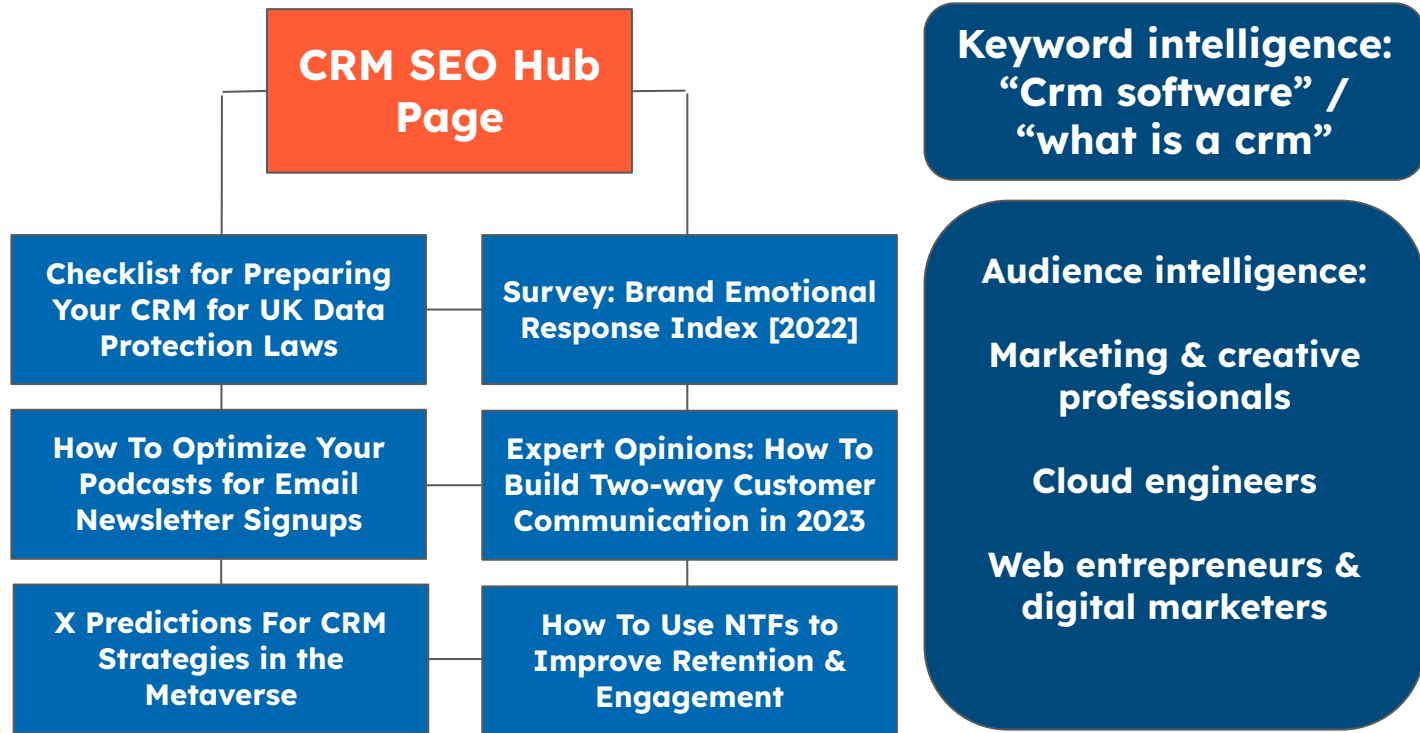 CRM SEO Hub
Page
Keyword intelligence:
“Crm software” /
“what is a crm”
Checklist for Preparing
Your CRM for UK Data
Protection Laws
Survey: Brand Emotional
Response Index [2022]
How To Optimize Your
Podcasts for Email
Newsletter Signups
Expert Opinions: How To
Build Two-way Customer
Communication in 2023
X Predictions For CRM
Strategies in the
Metaverse
How To Use NTFs to
Improve Retention &
Engagement
Audience intelligence:
Marketing & creative
professionals
Cloud engineers
Web entrepreneurs &
digital marketers